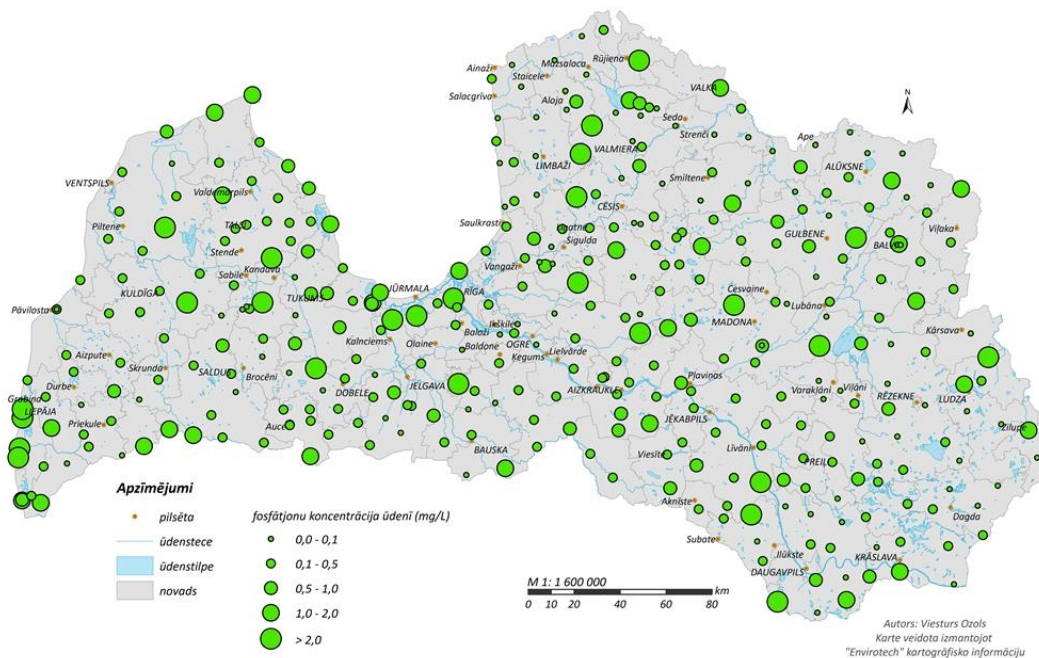 Rūjiena
Ainaži
Mazsalaca
Staicele
VALKA
N
Salacgrīva
Aloja
Seda
Strenči
Ape
VALMIERA
LIMBAŽI
ALŪKSNE
Smiltene
VENTSPILS
Valdemārpils
CĒSIS
Saulkrasti
Piltene
TALSI
Līgatne
GULBENE
Viļaka
Sigulda
BALVI
Stende
Vangaži
Sabile
Kandava
JŪRMALA
Cesvaine
KULDĪGA
TUKUMS
RĪGA
Lubāna
Pāvilosta
MADONA
Ikšķile
Baloži
Kārsava
OGRE
Kalnciems
Olaine
Baldone
Lielvārde
Aizpute
Ķegums
Skrunda
SALDUS
Brocēni
Pļaviņas
Varakļāni
Viļāni
Durbe
JELGAVA
AIZKRAUKLE
DOBELE
RĒZEKNE
LUDZA
Grobiņa
LIEPĀJA
JĒKABPILS
Priekule
Auce
Zilupe
BAUSKA
Viesīte
Līvāni
PREIĻI
Aknīste
Dagda
Subate
Ilūkste
KRĀSLAVA
DAUGAVPILS
Apzīmējumi
pilsēta
ūdenstece
ūdenstilpe
novads
fosfātjonu koncentrācija ūdenī (mg/L)
0,0 - 0,1
0,1 - 0,5
0,5 - 1,0
1,0 - 2,0
> 2,0
M 1: 1 600 000
km
0 10 20 40 60 80
Autors: Viesturs Ozols
Karte veidota izmantojot
"Envirotech" kartogrāfisko informāciju